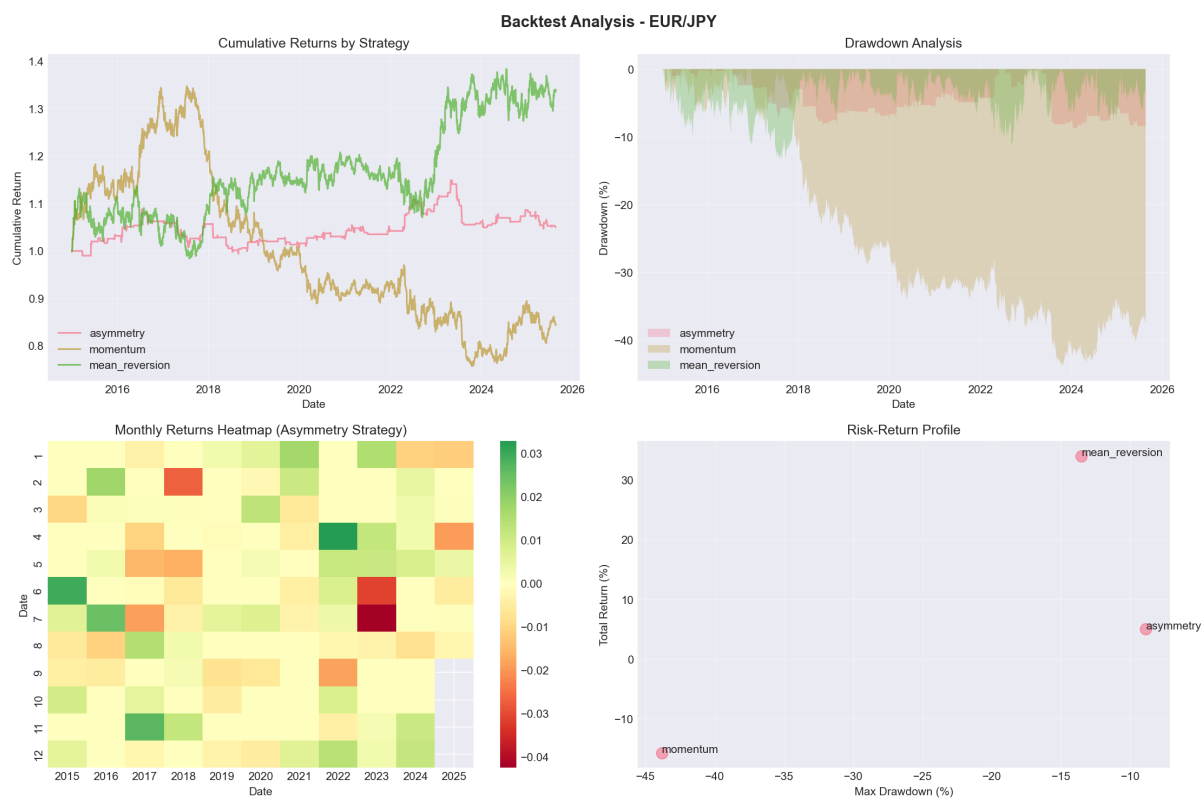 Backtest Analysis - EUR/JPY
Cumulative Returns by Strategy
1.4
1.3
1.2
1.1
1.0
0.9
0.8
Cumulative Return
asymmetry
momentum
mean_reversion
2016 2018 2020 2022 2024 2026
Date
Drawdown Analysis
0
−10
−20
−30
−40
Drawdown (%)
asymmetry
momentum
mean_reversion
2016 2018 2020 2022 2024 2026
Date
Monthly Returns Heatmap (Asymmetry Strategy)
1
2
3
4
5
6
7
8
9
10
11
12
Date
2015 2016 2017 2018 2019 2020 2021 2022 2023 2024 2025
Date
0.03
0.02
0.01
0.00
−0.01
−0.02
−0.03
−0.04
Risk-Return Profile
30
20
10
0
−10
Total Return (%)
mean_reversion
asymmetry
momentum
−45 −40 −35 −30 −25 −20 −15 −10
Max Drawdown (%)